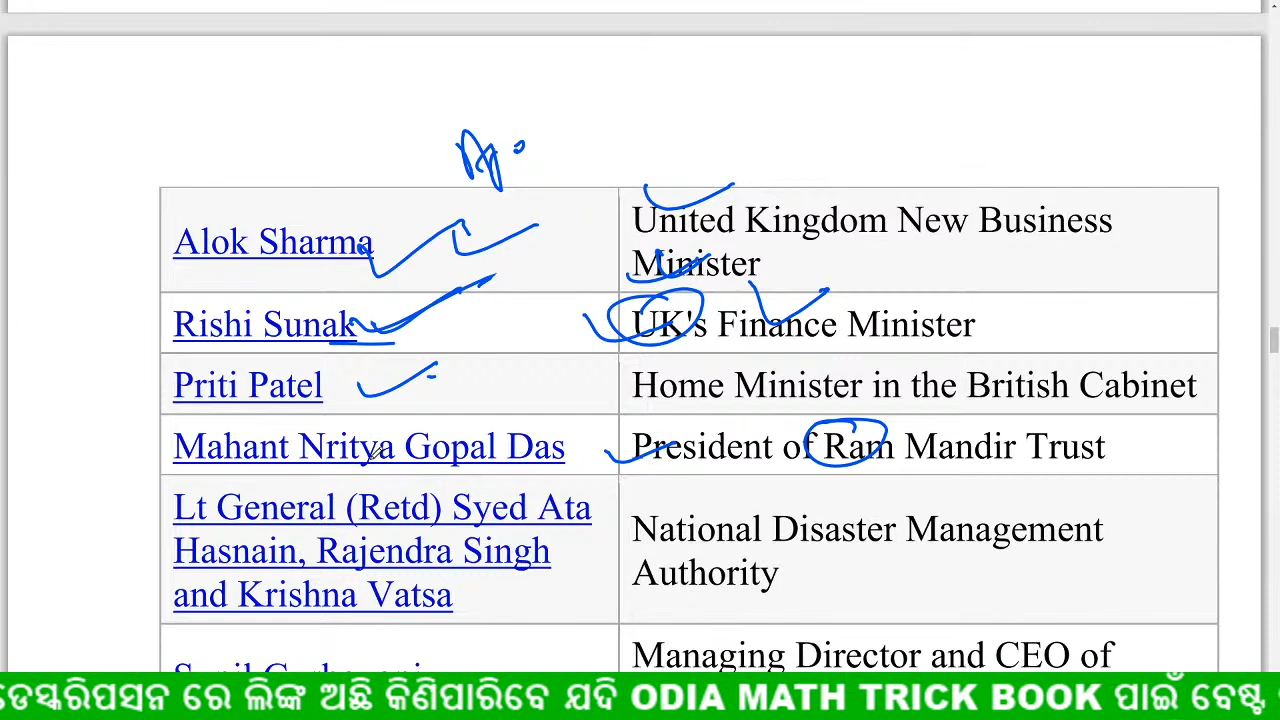 Alok Sharma
United Kingdom New Business
Minister
Rishi Sunak
UK's Finance Minister
Priti Patel
Home Minister in the British Cabinet
Mahant Nritya Gopal Das
President of Ram Mandir Trust
Lt General (Retd) Syed Ata
Hasnain, Rajendra Singh
and Krishna Vatsa
National Disaster Management
Authority
Managing Director and CEO of
ଡେସ୍କରିପସନ ରେ ଲିଙ୍କ ଅଛି କିଣିପାରିବେ ଯଦି ODIA MATH TRICK BOOK ପାଇଁ ବେଷ୍ଟ